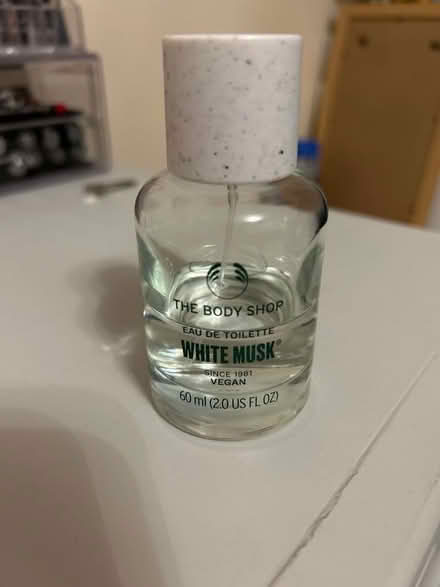 THE BODY SHOP
EAU DE TOILETTE
WHITE MUSK®
SINCE 1981
VEGAN
60 ml (2.0 US FL OZ)